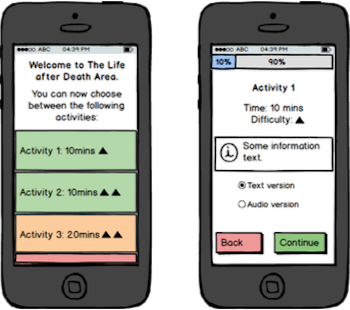 ABC 04:39 PM
Welcome to The Life
after Death Area.
You can now choose
between the following
activities:
Activity 1: 10mins
Activity 2: 10mins
Activity 3: 20mins
ABC 04:39 PM
10% 90%
Activity 1
Time: 10 mins
Difficulty:
Some information
text.
Text version
Audio version
Back Continue